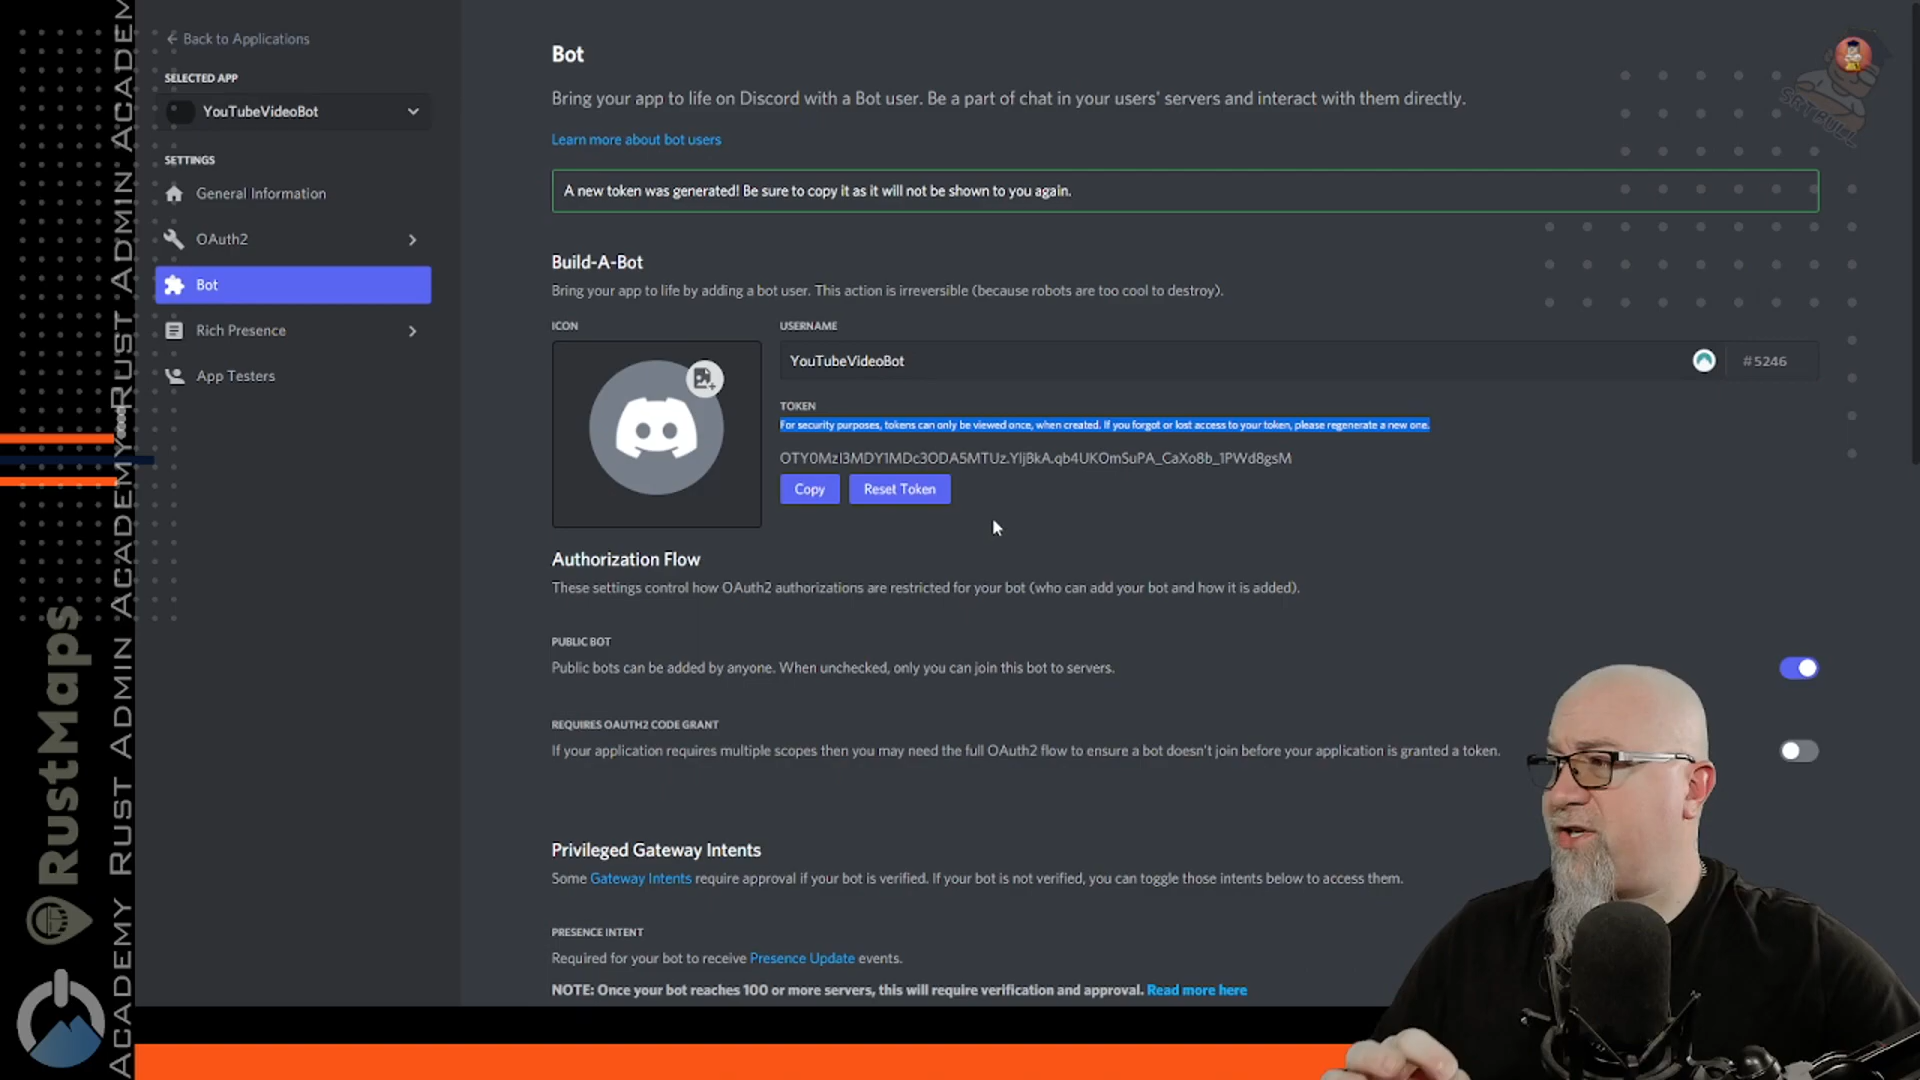 Back to Applications
SELECTED APP
YouTubeVideoBot
SETTINGS
General Information
OAuth2
Bot
Rich Presence
App Testers
Bot
Bring your app to life on Discord with a Bot user. Be a part of chat in your users' servers and interact with them directly.
Learn more about bot users
A new token was generated! Be sure to copy it as it will not be shown to you again.
Build-A-Bot
Bring your app to life by adding a bot user. This action is irreversible (because robots are too cool to destroy).
ICON
USERNAME
YouTubeVideoBot
#5246
TOKEN
For security purposes, tokens can only be viewed once, when created. If you forgot or lost access to your token, please regenerate a new one.
Copy
Reset Token
Authorization Flow
These settings control how OAuth2 authorizations are restricted for your bot (who can add your bot and how it is added).
PUBLIC BOT
Public bots can be added by anyone. When unchecked, only you can join this bot to servers.
REQUIRES OAUTH2 CODE GRANT
If your application requires multiple scopes then you may need the full OAuth2 flow to ensure a bot doesn't join before your application is granted a token.
Privileged Gateway Intents
Some Gateway Intents require approval if your bot is verified. If your bot is not verified, you can toggle those intents below to access them.
PRESENCE INTENT
Required for your bot to receive Presence Update events.
NOTE: Once your bot reaches 100 or more servers, this will require verification and approval. Read more here
RustMaps
ACADEMY RUST ADMIN ACADEMY
RUST ADMIN ACADEM
SRTBULL